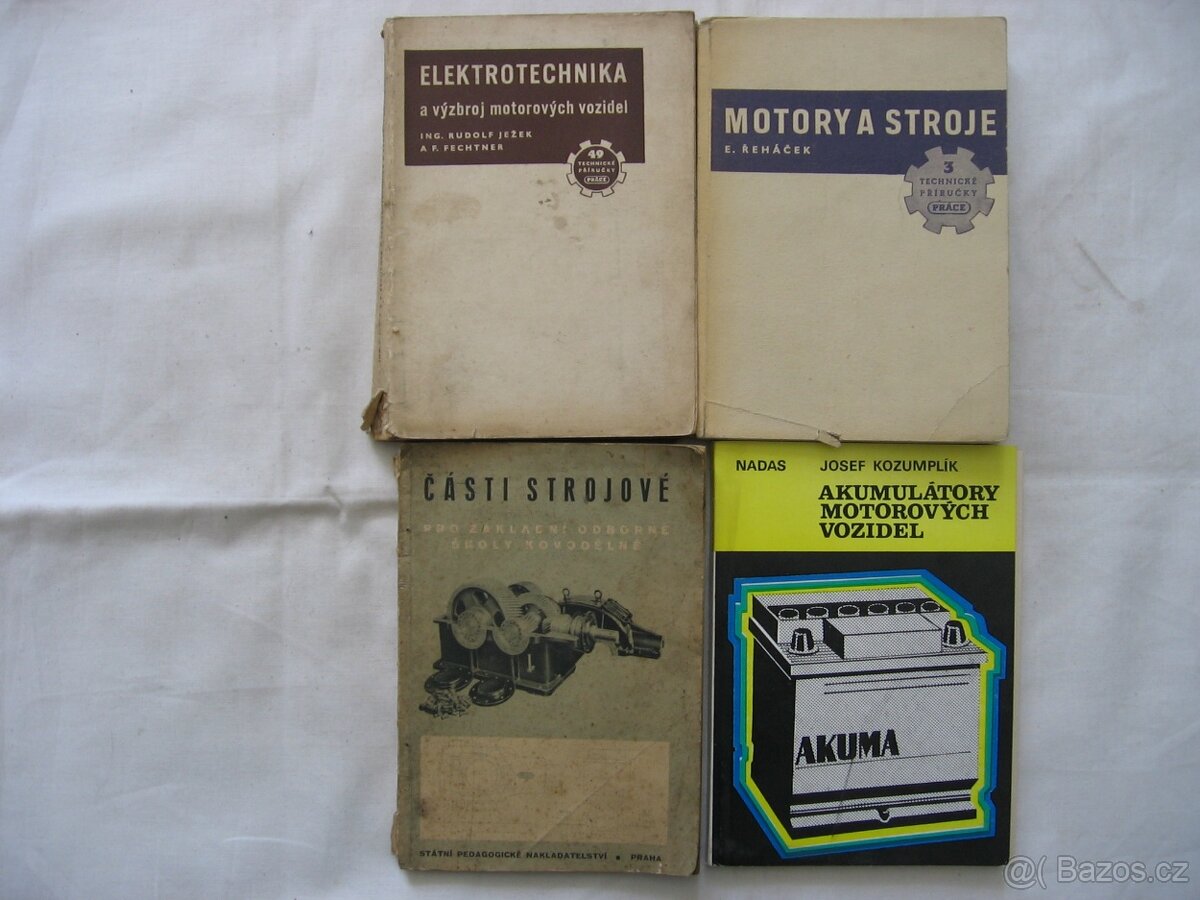 ELEKTROTECHNIKA
a výzbroj motorových vozidel
ING. RUDOLF JEŽEK
A F. FECHTNER
49
TECHNICKÉ
PŘÍRUČKY
PRÁCE
MOTORY A STROJE
E. ŘEHÁČEK
3
TECHNICKÉ
PŘÍRUČKY
PRÁCE
ČÁSTI STROJOVÉ
PRO ZÁKLADNÍ ODBORNÉ
ŠKOLY KOVODĚLNÉ
STÁTNÍ PEDAGOGICKÉ NAKLADATELSTVÍ • PRAHA
NADAS JOSEF KOZUMPLÍK
AKUMULÁTORY
MOTOROVÝCH
VOZIDEL
AKUMA
@( Bazos.cz